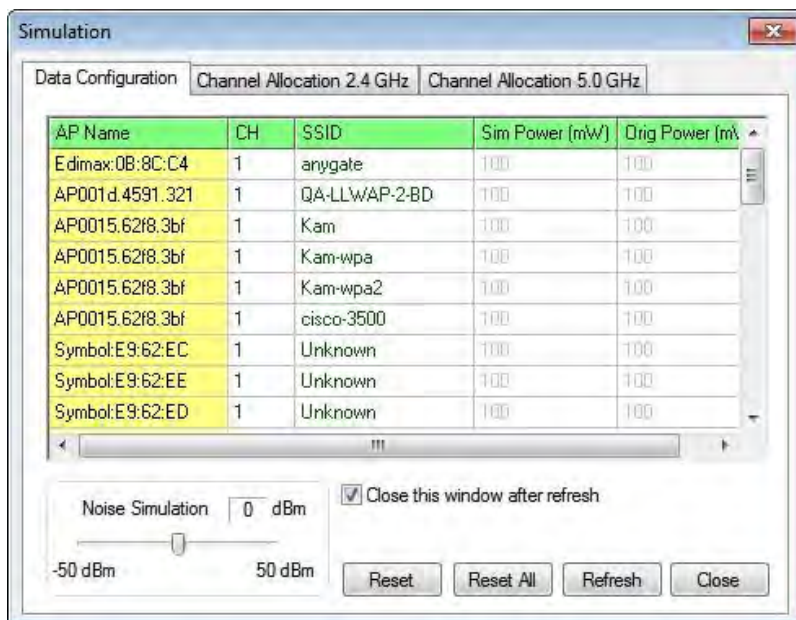 Simulation
Data Configuration Channel Allocation 2.4 GHz Channel Allocation 5.0 GHz
AP Name CH SSID Sim Power (mW) Orig Power (mW
Edimax:0B:8C:C4 1 anygate 100 100
AP001d.4591.321 1 QA-LLWAP-2-BD 100 100
AP0015.62f8.3bf 1 Kam 100 100
AP0015.62f8.3bf 1 Kam-wpa 100 100
AP0015.62f8.3bf 1 Kam-wpa2 100 100
AP0015.62f8.3bf 1 cisco-3500 100 100
Symbol:E9:62:EC 1 Unknown 100 100
Symbol:E9:62:EE 1 Unknown 100 100
Symbol:E9:62:ED 1 Unknown 100 100
Noise Simulation 0 dBm
Close this window after refresh
-50 dBm 50 dBm
Reset Reset All Refresh Close